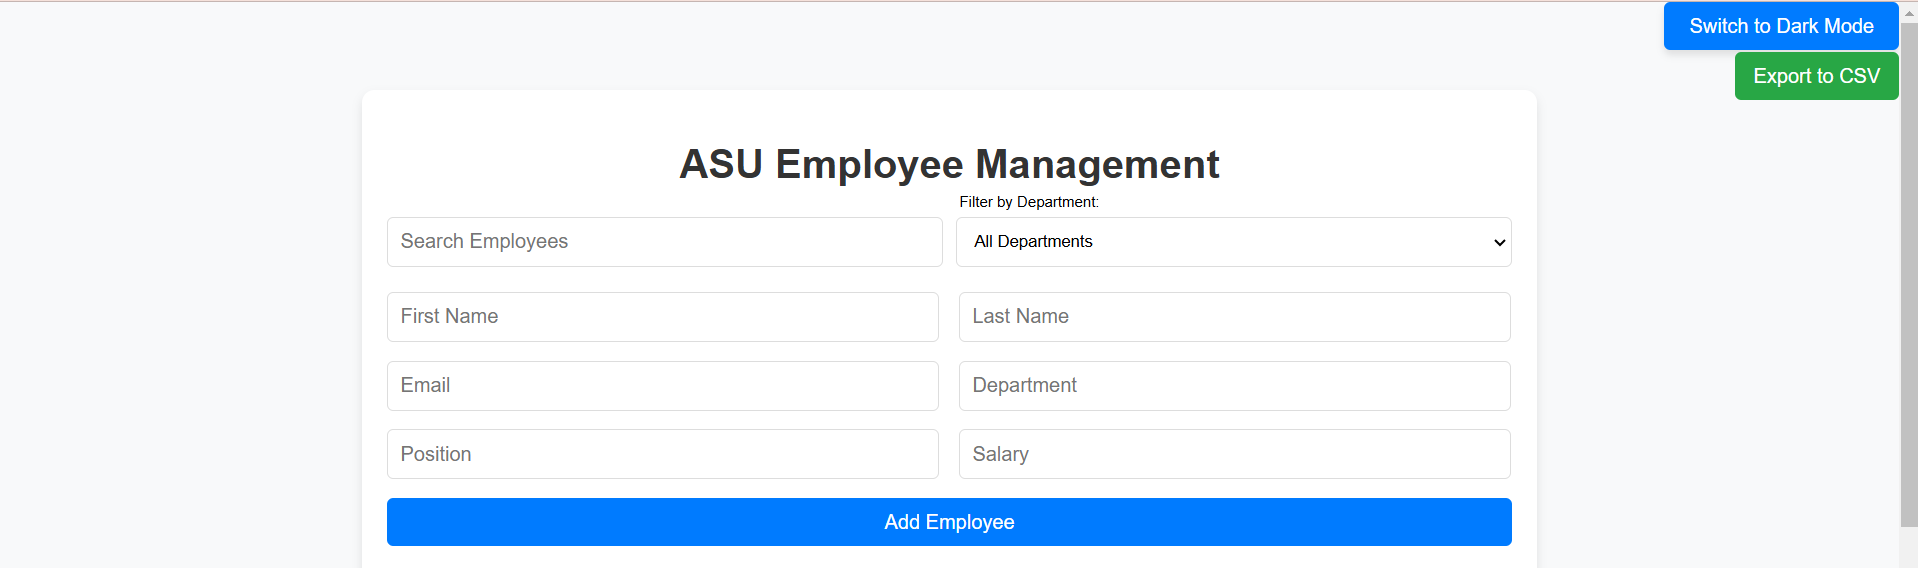 Switch to Dark Mode
Export to CSV
ASU Employee Management
Filter by Department:
Search Employees
All Departments
First Name
Last Name
Email
Department
Position
Salary
Add Employee